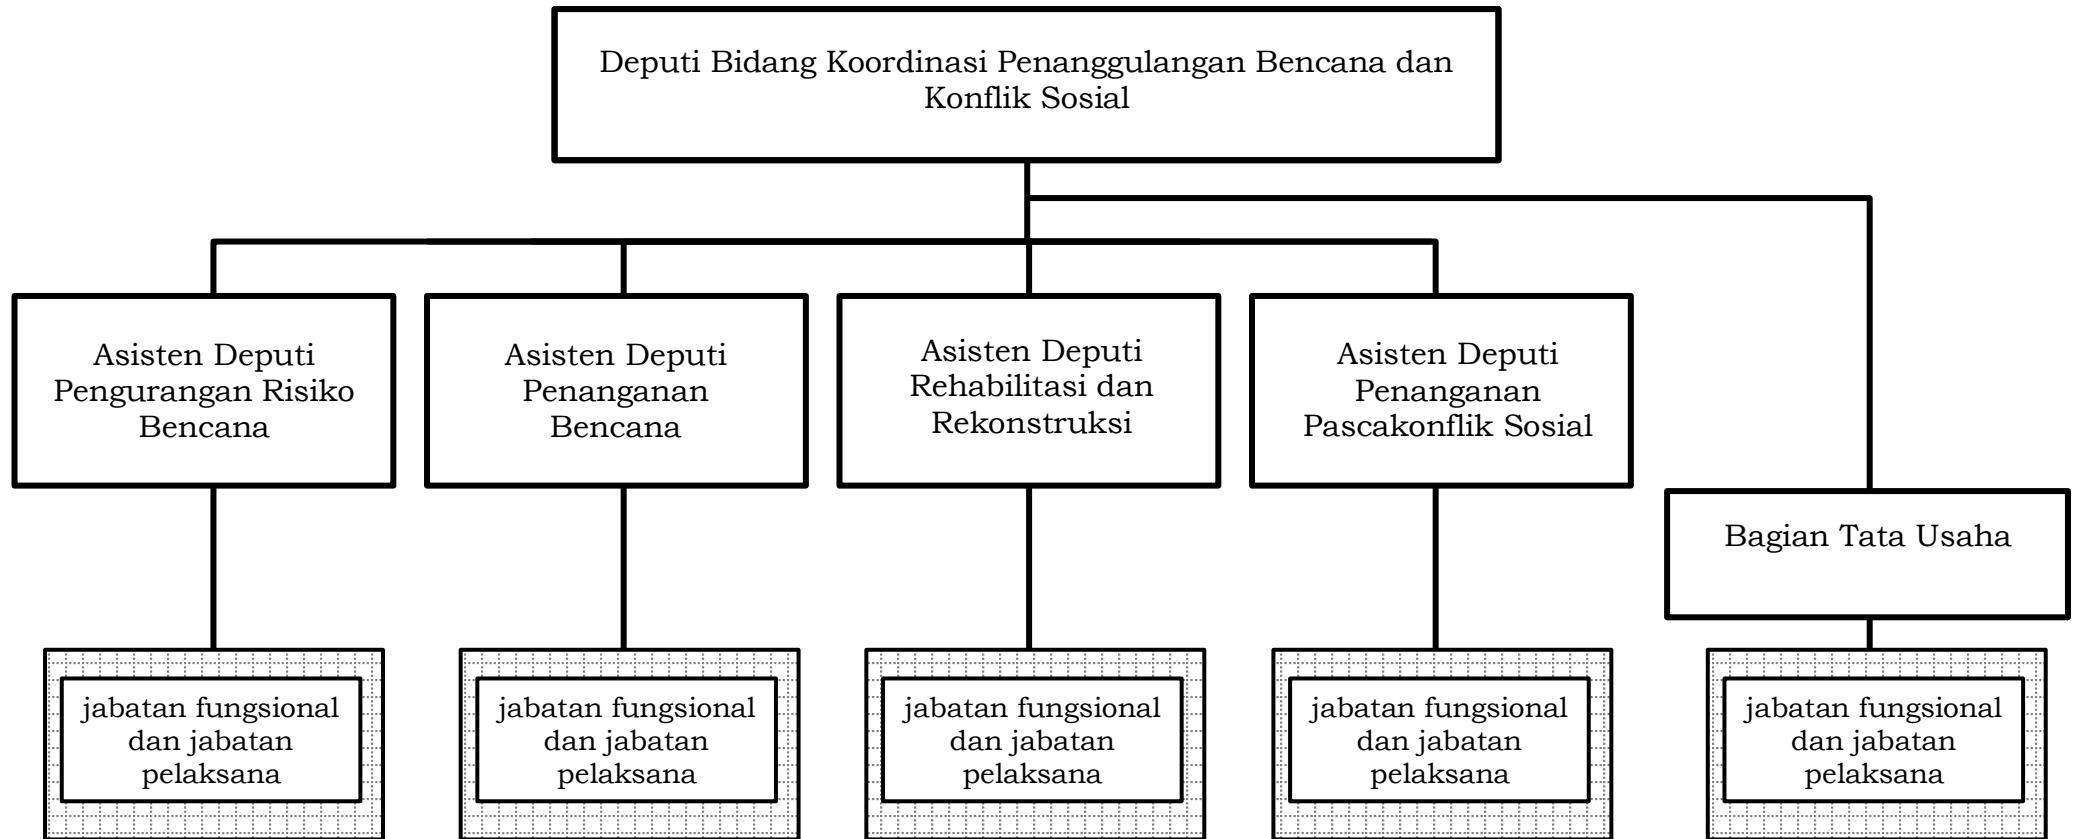 Deputi Bidang Koordinasi Penanggulangan Bencana dan
Konflik Sosial
Asisten Deputi
Pengurangan Risiko
Bencana
Asisten Deputi
Penanganan
Bencana
Asisten Deputi
Rehabilitasi dan
Rekonstruksi
Asisten Deputi
Penanganan
Pascakonflik Sosial
Bagian Tata Usaha
jabatan fungsional
dan jabatan
pelaksana
jabatan fungsional
dan jabatan
pelaksana
jabatan fungsional
dan jabatan
pelaksana
jabatan fungsional
dan jabatan
pelaksana
jabatan fungsional
dan jabatan
pelaksana